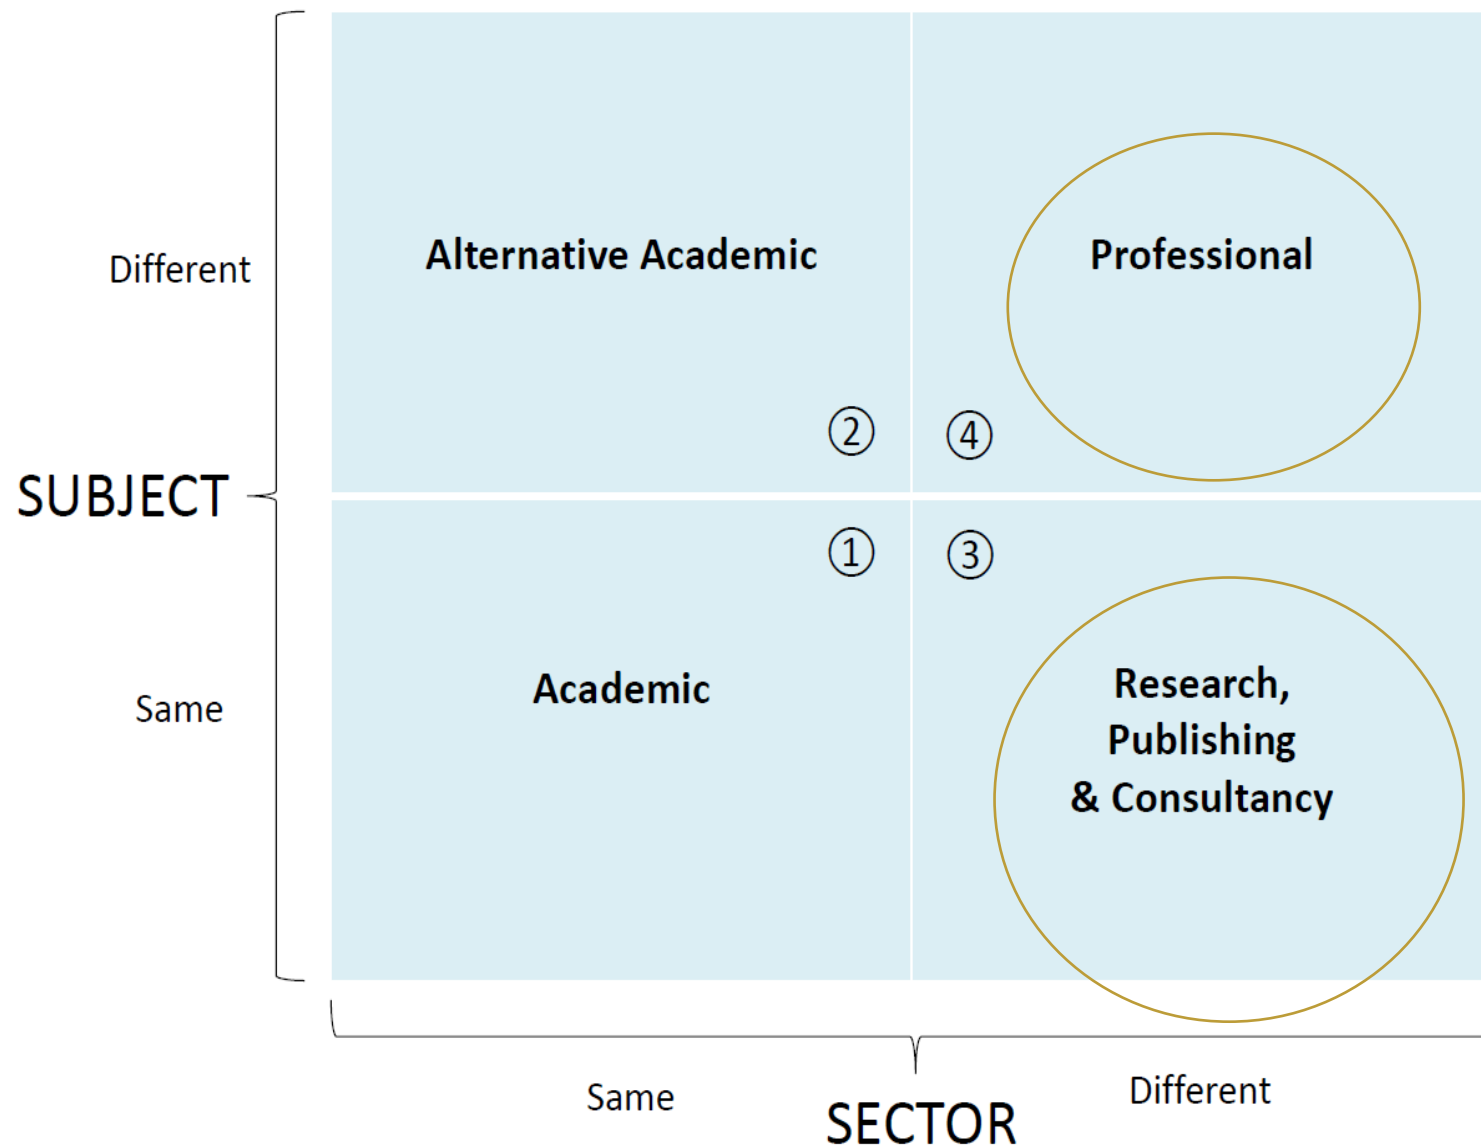 Different
Alternative Academic
Professional
②
④
SUBJECT
①
③
Same
Academic
Research,
Publishing
& Consultancy
Same
Different
SECTOR